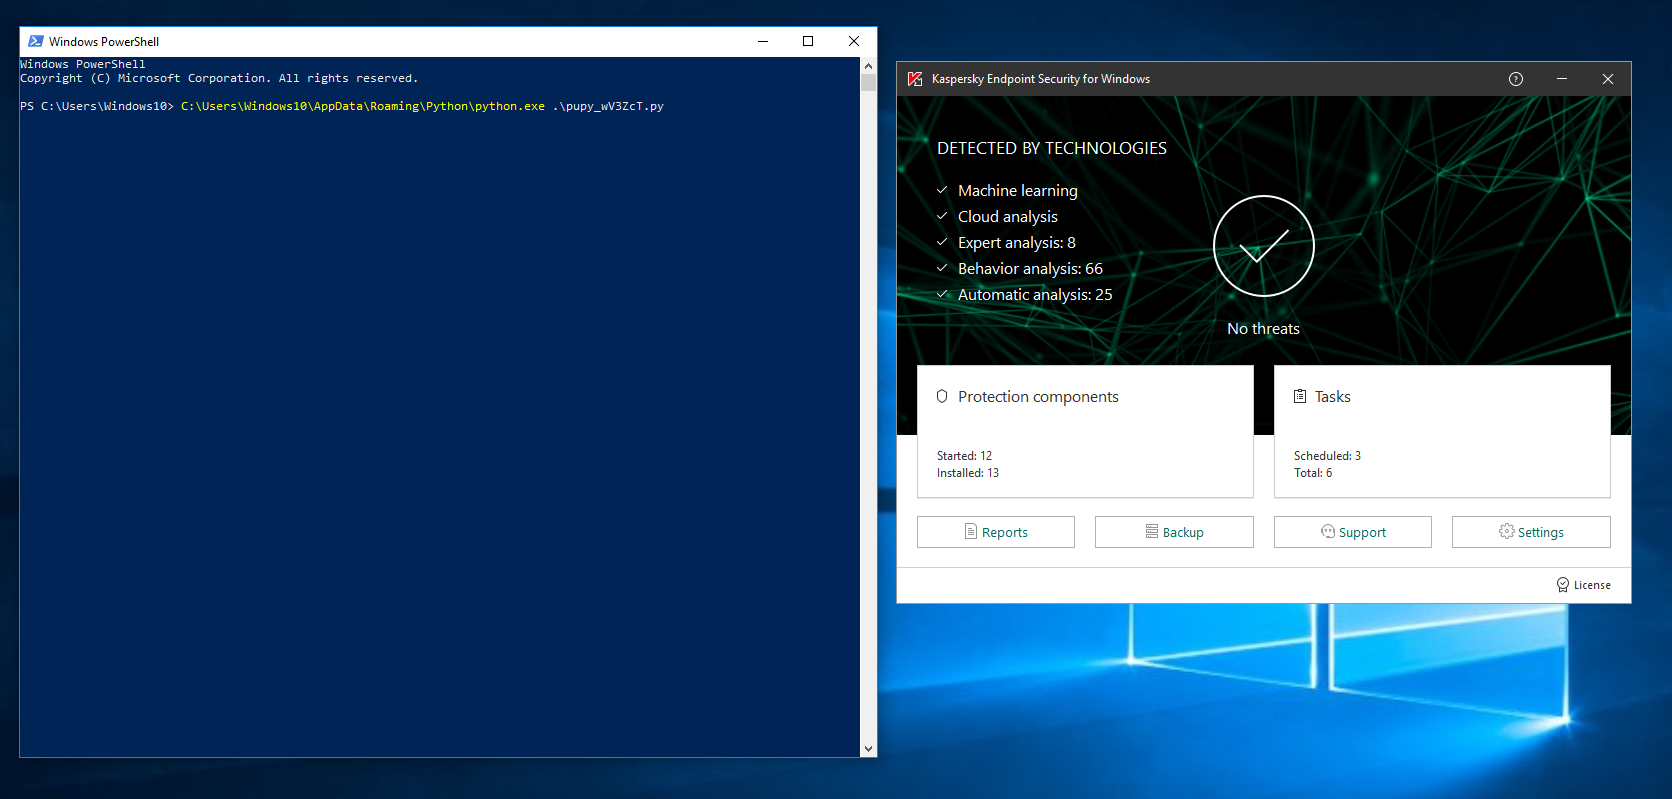 Windows PowerShell
Windows PowerShell
Copyright (C) Microsoft Corporation. All rights reserved.
PS C:\Users\Windows10> C:\Users\Windows10\AppData\Roaming\Python\python.exe .\pupy_wV3ZcT.py
Kaspersky Endpoint Security for Windows
DETECTED BY TECHNOLOGIES
Machine learning
Cloud analysis
Expert analysis: 8
Behavior analysis: 66
Automatic analysis: 25
No threats
Protection components
Started: 12
Installed: 13
Tasks
Scheduled: 3
Total: 6
Reports
Backup
Support
Settings
License